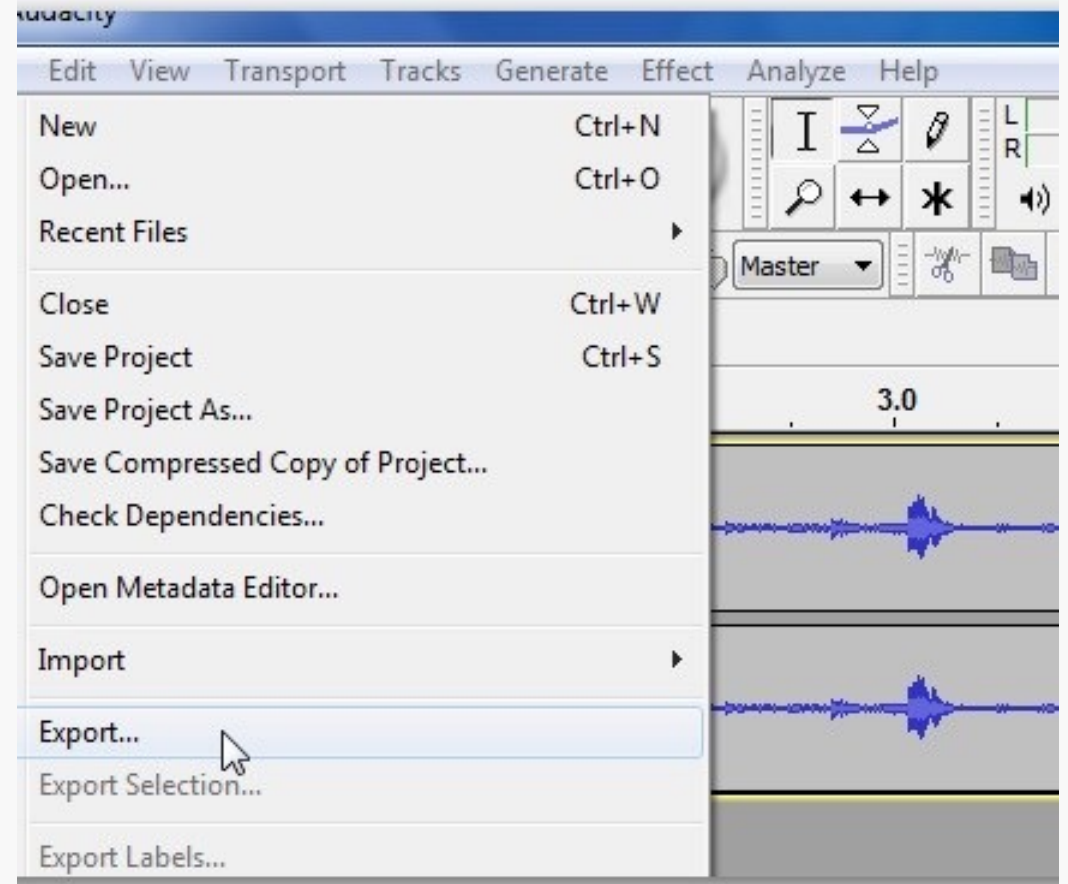 Audacity
Edit View Transport Tracks Generate Effect Analyze Help
New Ctrl+N
Open... Ctrl+O
Recent Files
Close Ctrl+W
Save Project Ctrl+S
Save Project As...
Save Compressed Copy of Project...
Check Dependencies...
Open Metadata Editor...
Import
Export...
Export Selection...
Export Labels...
L
R
Master
3.0